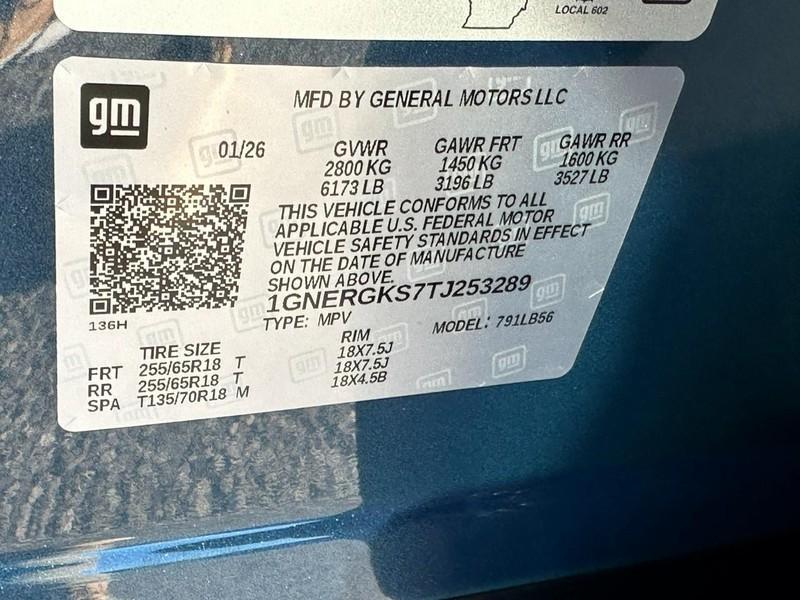 LOCAL 602
gm
MFD BY GENERAL MOTORS LLC
01/26 GVWR GAWR FRT GAWR RR
2800 KG 1450 KG 1600 KG
6173 LB 3196 LB 3527 LB
THIS VEHICLE CONFORMS TO ALL
APPLICABLE U.S. FEDERAL MOTOR
VEHICLE SAFETY STANDARDS IN EFFECT
ON THE DATE OF MANUFACTURE
SHOWN ABOVE.
1GNERGKS7TJ253289
136H
TYPE: MPV MODEL: 791LB56
TIRE SIZE RIM
FRT 255/65R18 T 18X7.5J
RR 255/65R18 T 18X7.5J
SPA T135/70R18 M 18X4.5B